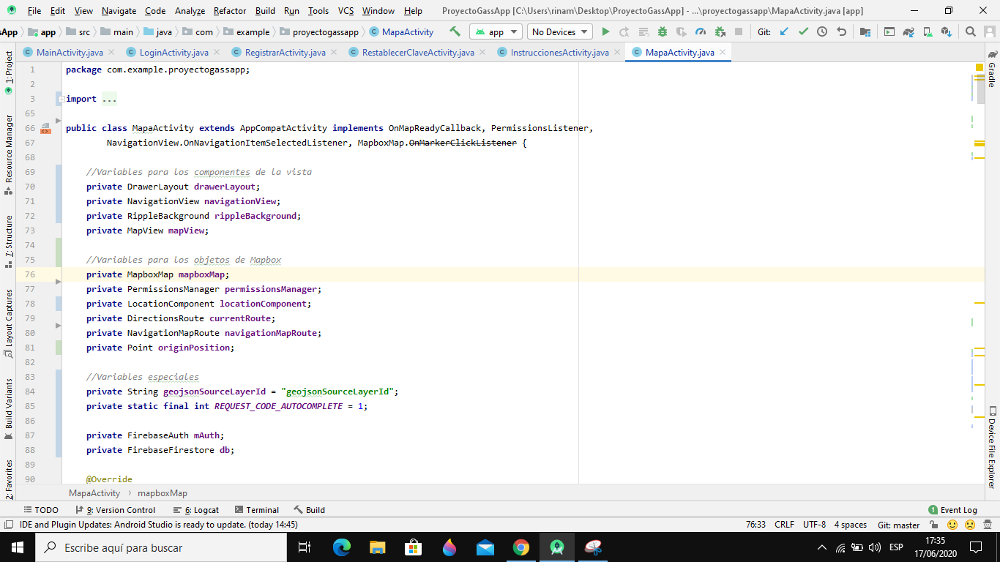 File Edit View Navigate Code Analyze Refactor Build Run Tools VCS Window Help ProyectoGassApp [C:\Users\rinam\Desktop\ProyectoGassApp] - ...\proyectogassapp\MapaActivity.java [app]
sApp app src main java com example proyectogassapp MapaActivity app No Devices Git:
MainActivity.java LoginActivity.java RegistrarActivity.java RestablecerClaveActivity.java InstruccionesActivity.java MapaActivity.java
1: Project
Resource Manager
7: Structure
Layout Captures
Build Variants
2: Favorites
1 package com.example.proyectogassapp;
2
3 import ...
65
66 public class MapaActivity extends AppCompatActivity implements OnMapReadyCallback, PermissionsListener,
67 NavigationView.OnNavigationItemSelectedListener, MapboxMap.OnMarkerClickListener {
68
69 //Variables para los componentes de la vista
70 private DrawerLayout drawerLayout;
71 private NavigationView navigationView;
72 private RippleBackground rippleBackground;
73 private MapView mapView;
74
75 //Variables para los objetos de Mapbox
76 private MapboxMap mapboxMap;
77 private PermissionsManager permissionsManager;
78 private LocationComponent locationComponent;
79 private DirectionsRoute currentRoute;
80 private NavigationMapRoute navigationMapRoute;
81 private Point originPosition;
82
83 //Variables especiales
84 private String geojsonSourceLayerId = "geojsonSourceLayerId";
85 private static final int REQUEST_CODE_AUTOCOMPLETE = 1;
86
87 private FirebaseAuth mAuth;
88 private FirebaseFirestore db;
89
90 @Override
Gradle
Device File Explorer
MapaActivity mapboxMap
TODO 9: Version Control 6: Logcat Terminal Build 1 Event Log
IDE and Plugin Updates: Android Studio is ready to update. (today 14:45) 76:33 CRLF UTF-8 4 spaces Git: master
Escribe aquí para buscar ESP 17:35
17/06/2020